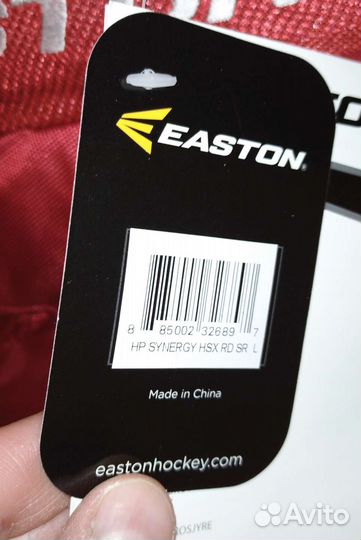 EASTON
8 85002 32689 7
HP SYNERGY HSX RD SR L
Made in China
eastonhockey.com
Avito